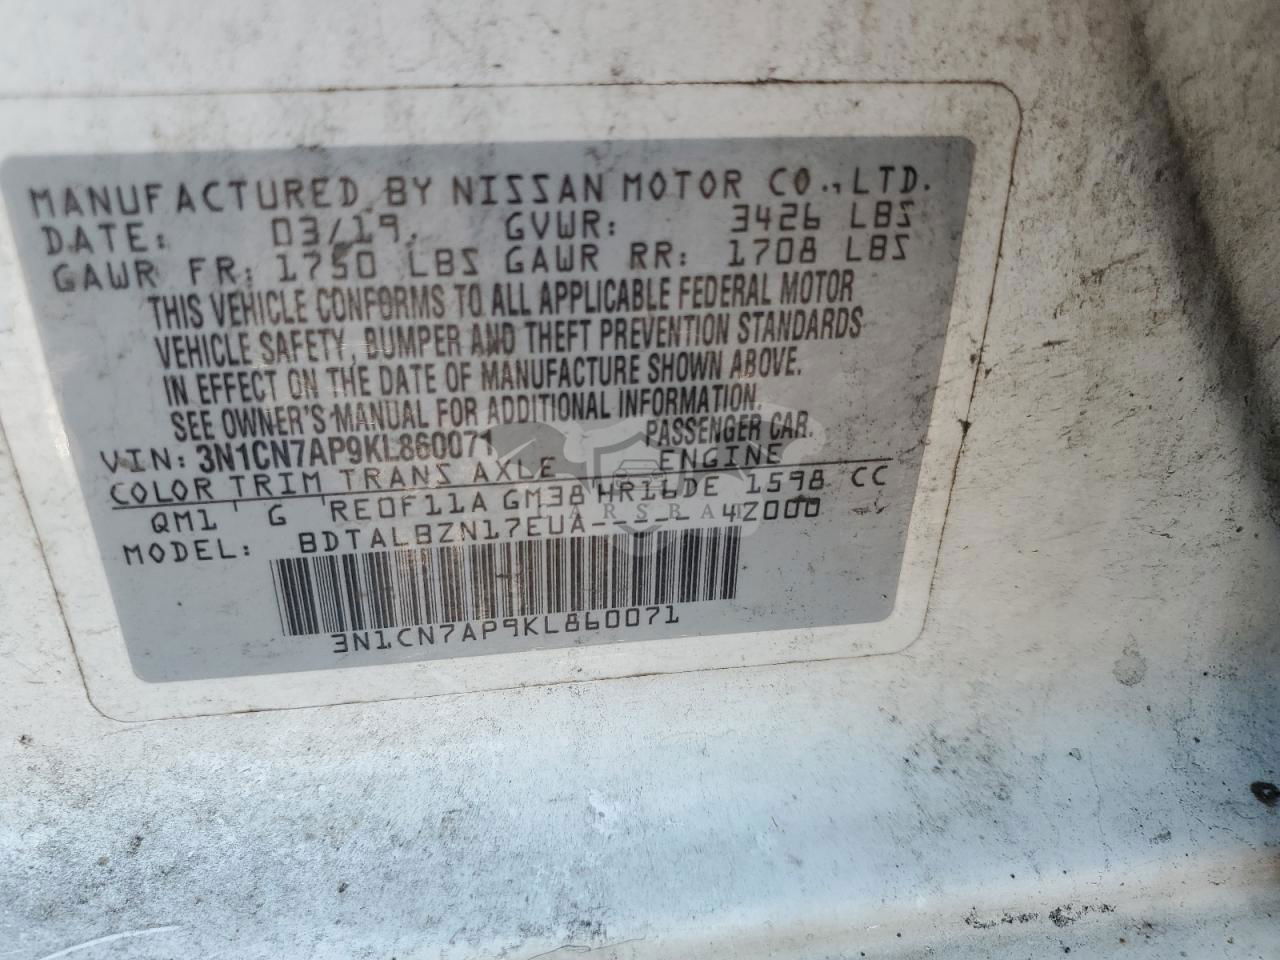 MANUFACTURED BY NISSAN MOTOR CO., LTD.
DATE: 03/19. GVWR: 3426 LBS
GAWR FR: 1750 LBS GAWR RR: 1708 LBS
THIS VEHICLE CONFORMS TO ALL APPLICABLE FEDERAL MOTOR
VEHICLE SAFETY, BUMPER AND THEFT PREVENTION STANDARDS
IN EFFECT ON THE DATE OF MANUFACTURE SHOWN ABOVE.
SEE OWNER'S MANUAL FOR ADDITIONAL INFORMATION.
VIN: 3N1CN7AP9KL860071 PASSENGER CAR.
COLOR TRIM TRANS AXLE ENGINE
QM1 G RE0F11A GM38 HR16DE 1598 CC
MODEL: BDTALBZN17EUA----- 4Z000
CARSBAT
3N1CN7AP9KL860071